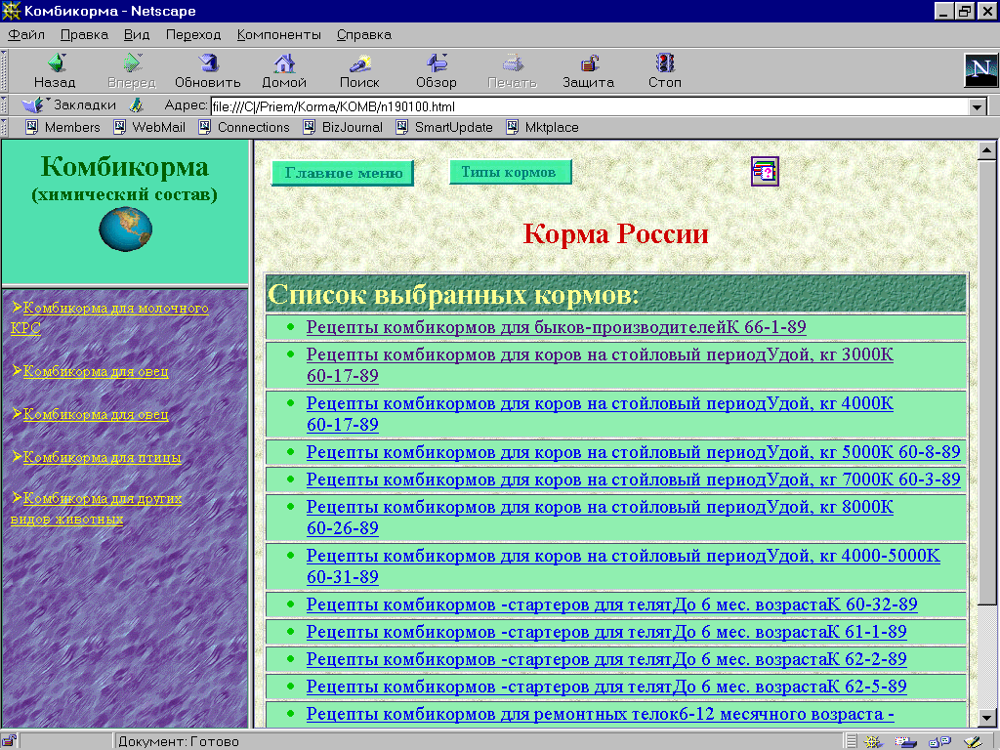 Комбикорма - Netscape
Файл Правка Вид Переход Компоненты Справка
Назад Вперед Обновить Домой Поиск Обзор Печать Защита Стоп
N
Закладки Адрес: file:///C|/Priem/Korma/KOMB/n190100.html
Members WebMail Connections BizJournal SmartUpdate Mktplace
Комбикорма
(химический состав)
Комбикорма для молочного
КРС
Комбикорма для овец
Комбикорма для овец
Комбикорма для птицы
Комбикорма для других
видов животных
Главное меню Типы кормов
Корма России
Список выбранных кормов:
Рецепты комбикормов для быков-производителейК 66-1-89
Рецепты комбикормов для коров на стойловый периодУдой, кг 3000К
60-17-89
Рецепты комбикормов для коров на стойловый периодУдой, кг 4000К
60-17-89
Рецепты комбикормов для коров на стойловый периодУдой, кг 5000К 60-8-89
Рецепты комбикормов для коров на стойловый периодУдой, кг 7000К 60-3-89
Рецепты комбикормов для коров на стойловый периодУдой, кг 8000К
60-26-89
Рецепты комбикормов для коров на стойловый периодУдой, кг 4000-5000К
60-31-89
Рецепты комбикормов -стартеров для телятДо 6 мес. возрастаК 60-32-89
Рецепты комбикормов -стартеров для телятДо 6 мес. возрастаК 61-1-89
Рецепты комбикормов -стартеров для телятДо 6 мес. возрастаК 62-2-89
Рецепты комбикормов -стартеров для телятДо 6 мес. возрастаК 62-5-89
Рецепты комбикормов для ремонтных телок6-12 месячного возраста -
Документ: Готово